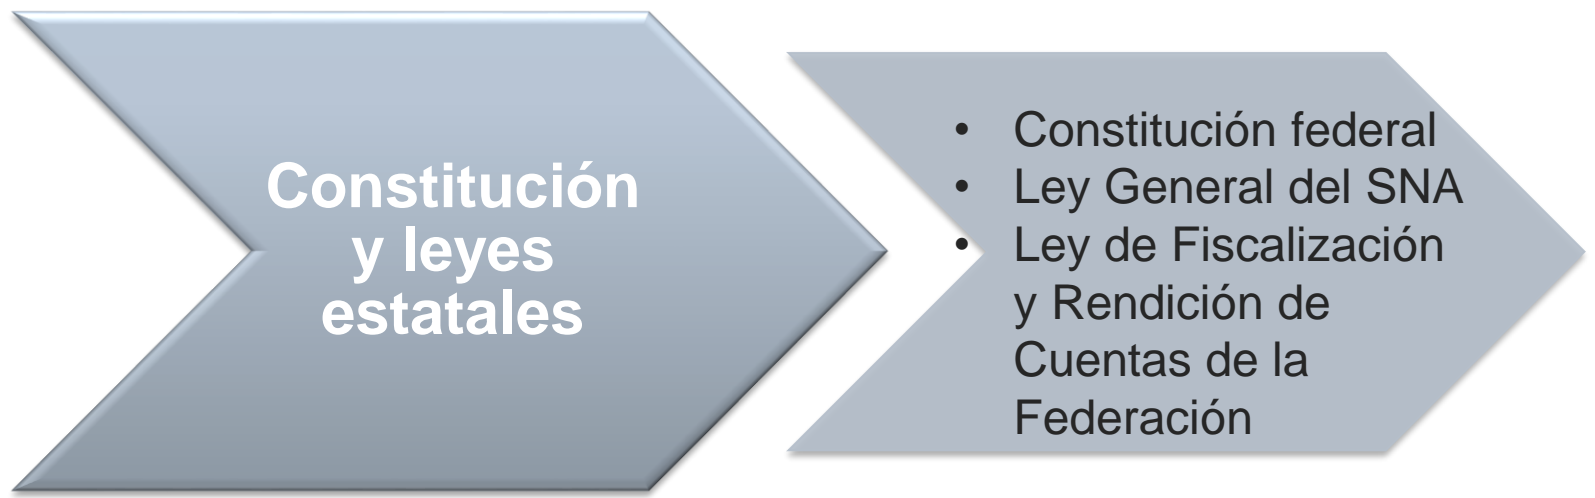 Constitución
y leyes
estatales
• Constitución federal
• Ley General del SNA
• Ley de Fiscalización
y Rendición de
Cuentas de la
Federación